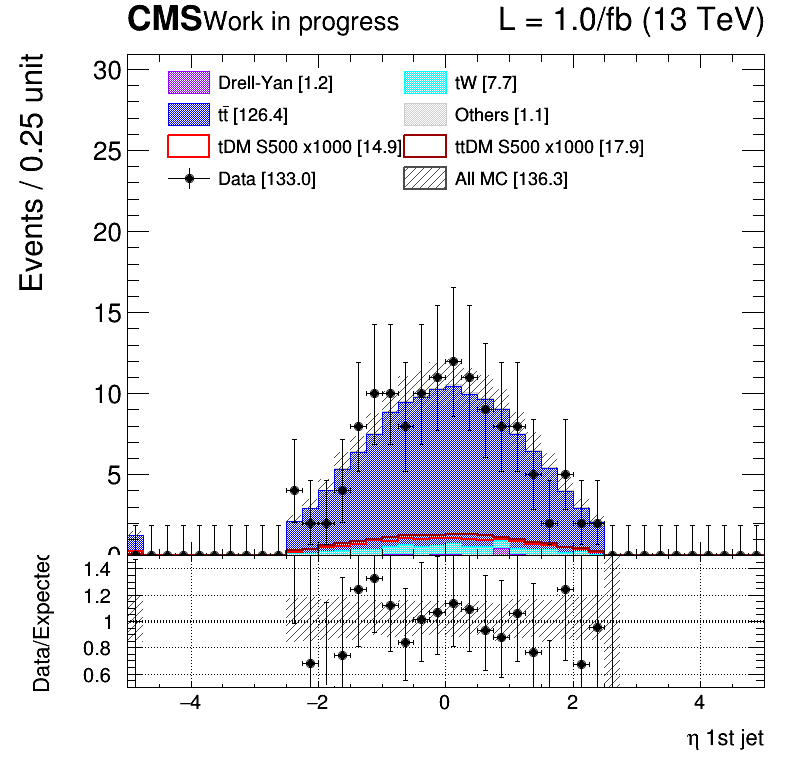 CMS Work in progress L = 1.0/fb (13 TeV)
Events / 0.25 unit
30
25
20
15
10
5
0
Drell-Yan [1.2] tW [7.7]
tt̄ [126.4] Others [1.1]
tDM S500 x1000 [14.9] ttDM S500 x1000 [17.9]
Data [133.0] All MC [136.3]
Data/Expected
1.4
1.2
1
0.8
0.6
−4 −2 0 2 4
η 1st jet